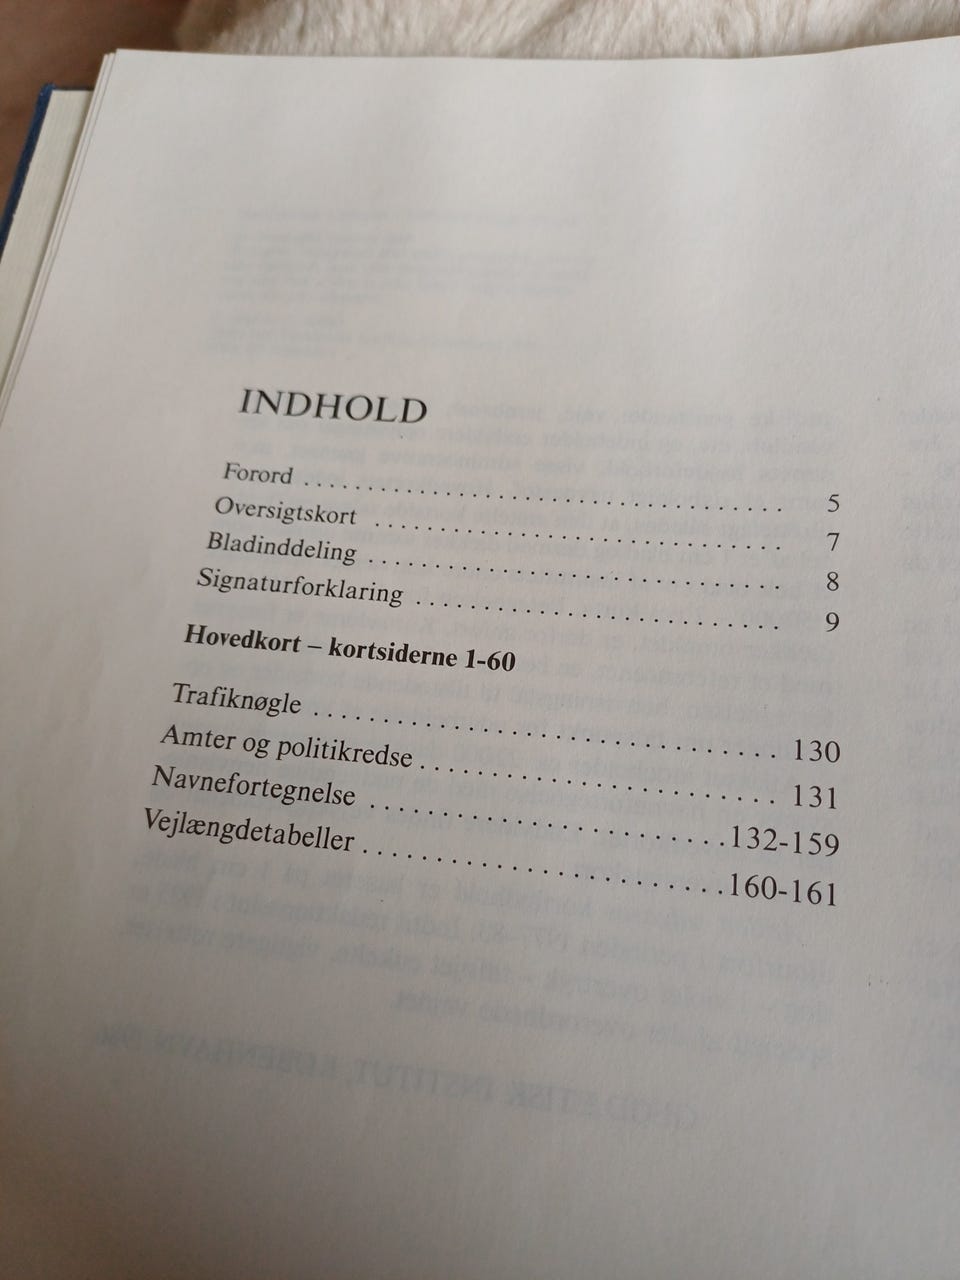 INDHOLD
Forord . . . . . . . . . . . . . . . . . . . . . . . . . . . . . . . . . . . . . 5
Oversigtskort . . . . . . . . . . . . . . . . . . . . . . . . . . . . . . . 7
Bladinddeling . . . . . . . . . . . . . . . . . . . . . . . . . . . . . . . 8
Signaturforklaring . . . . . . . . . . . . . . . . . . . . . . . . . . . 9
Hovedkort – kortsiderne 1-60
Trafiknøgle . . . . . . . . . . . . . . . . . . . . . . . . . . . . . . . 130
Amter og politikredse . . . . . . . . . . . . . . . . . . . . . . . . 131
Navnefortegnelse . . . . . . . . . . . . . . . . . . . . . . . . 132-159
Vejlængdetabeller . . . . . . . . . . . . . . . . . . . . . . . . 160-161